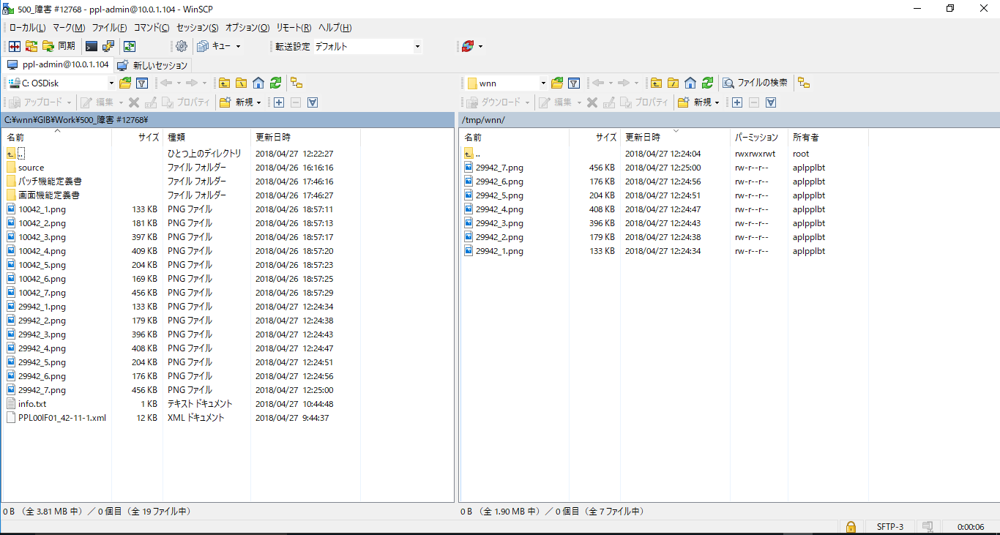 500_障害 #12768 - ppl-admin@10.0.1.104 - WinSCP
ローカル(L) マーク(M) ファイル(F) コマンド(C) セッション(S) オプション(O) リモート(R) ヘルプ(H)
同期 キュー 転送設定 デフォルト
ppl-admin@10.0.1.104 新しいセッション
C: OSDisk
アップロード 編集 プロパティ 新規
C:¥wnn¥GIB¥Work¥500_障害 #12768¥
名前 サイズ 種類 更新日時
.. ひとつ上のディレクトリ 2018/04/27 12:22:27
source ファイル フォルダー 2018/04/26 16:16:16
バッチ機能定義書 ファイル フォルダー 2018/04/26 17:46:16
画面機能定義書 ファイル フォルダー 2018/04/26 17:46:27
10042_1.png 133 KB PNG ファイル 2018/04/26 18:57:11
10042_2.png 181 KB PNG ファイル 2018/04/26 18:57:13
10042_3.png 397 KB PNG ファイル 2018/04/26 18:57:17
10042_4.png 409 KB PNG ファイル 2018/04/26 18:57:20
10042_5.png 204 KB PNG ファイル 2018/04/26 18:57:23
10042_6.png 169 KB PNG ファイル 2018/04/26 18:57:25
10042_7.png 456 KB PNG ファイル 2018/04/26 18:57:29
29942_1.png 133 KB PNG ファイル 2018/04/27 12:24:34
29942_2.png 179 KB PNG ファイル 2018/04/27 12:24:38
29942_3.png 396 KB PNG ファイル 2018/04/27 12:24:43
29942_4.png 408 KB PNG ファイル 2018/04/27 12:24:47
29942_5.png 204 KB PNG ファイル 2018/04/27 12:24:51
29942_6.png 176 KB PNG ファイル 2018/04/27 12:24:56
29942_7.png 456 KB PNG ファイル 2018/04/27 12:25:00
info.txt 1 KB テキスト ドキュメント 2018/04/27 10:44:48
PPL00IF01_42-11-1.xml 12 KB XML ドキュメント 2018/04/27 9:44:37
0 B （全 3.81 MB 中）／ 0 個目（全 19 ファイル中）
wnn ファイルの検索
ダウンロード 編集 プロパティ 新規
/tmp/wnn/
名前 サイズ 更新日時 パーミッション 所有者
.. 2018/04/27 12:24:04 rwxrwxrwt root
29942_7.png 456 KB 2018/04/27 12:25:00 rw-r--r-- aplpplbt
29942_6.png 176 KB 2018/04/27 12:24:56 rw-r--r-- aplpplbt
29942_5.png 204 KB 2018/04/27 12:24:51 rw-r--r-- aplpplbt
29942_4.png 408 KB 2018/04/27 12:24:47 rw-r--r-- aplpplbt
29942_3.png 396 KB 2018/04/27 12:24:43 rw-r--r-- aplpplbt
29942_2.png 179 KB 2018/04/27 12:24:38 rw-r--r-- aplpplbt
29942_1.png 133 KB 2018/04/27 12:24:34 rw-r--r-- aplpplbt
0 B （全 1.90 MB 中）／ 0 個目（全 7 ファイル中）
SFTP-3 0:00:06